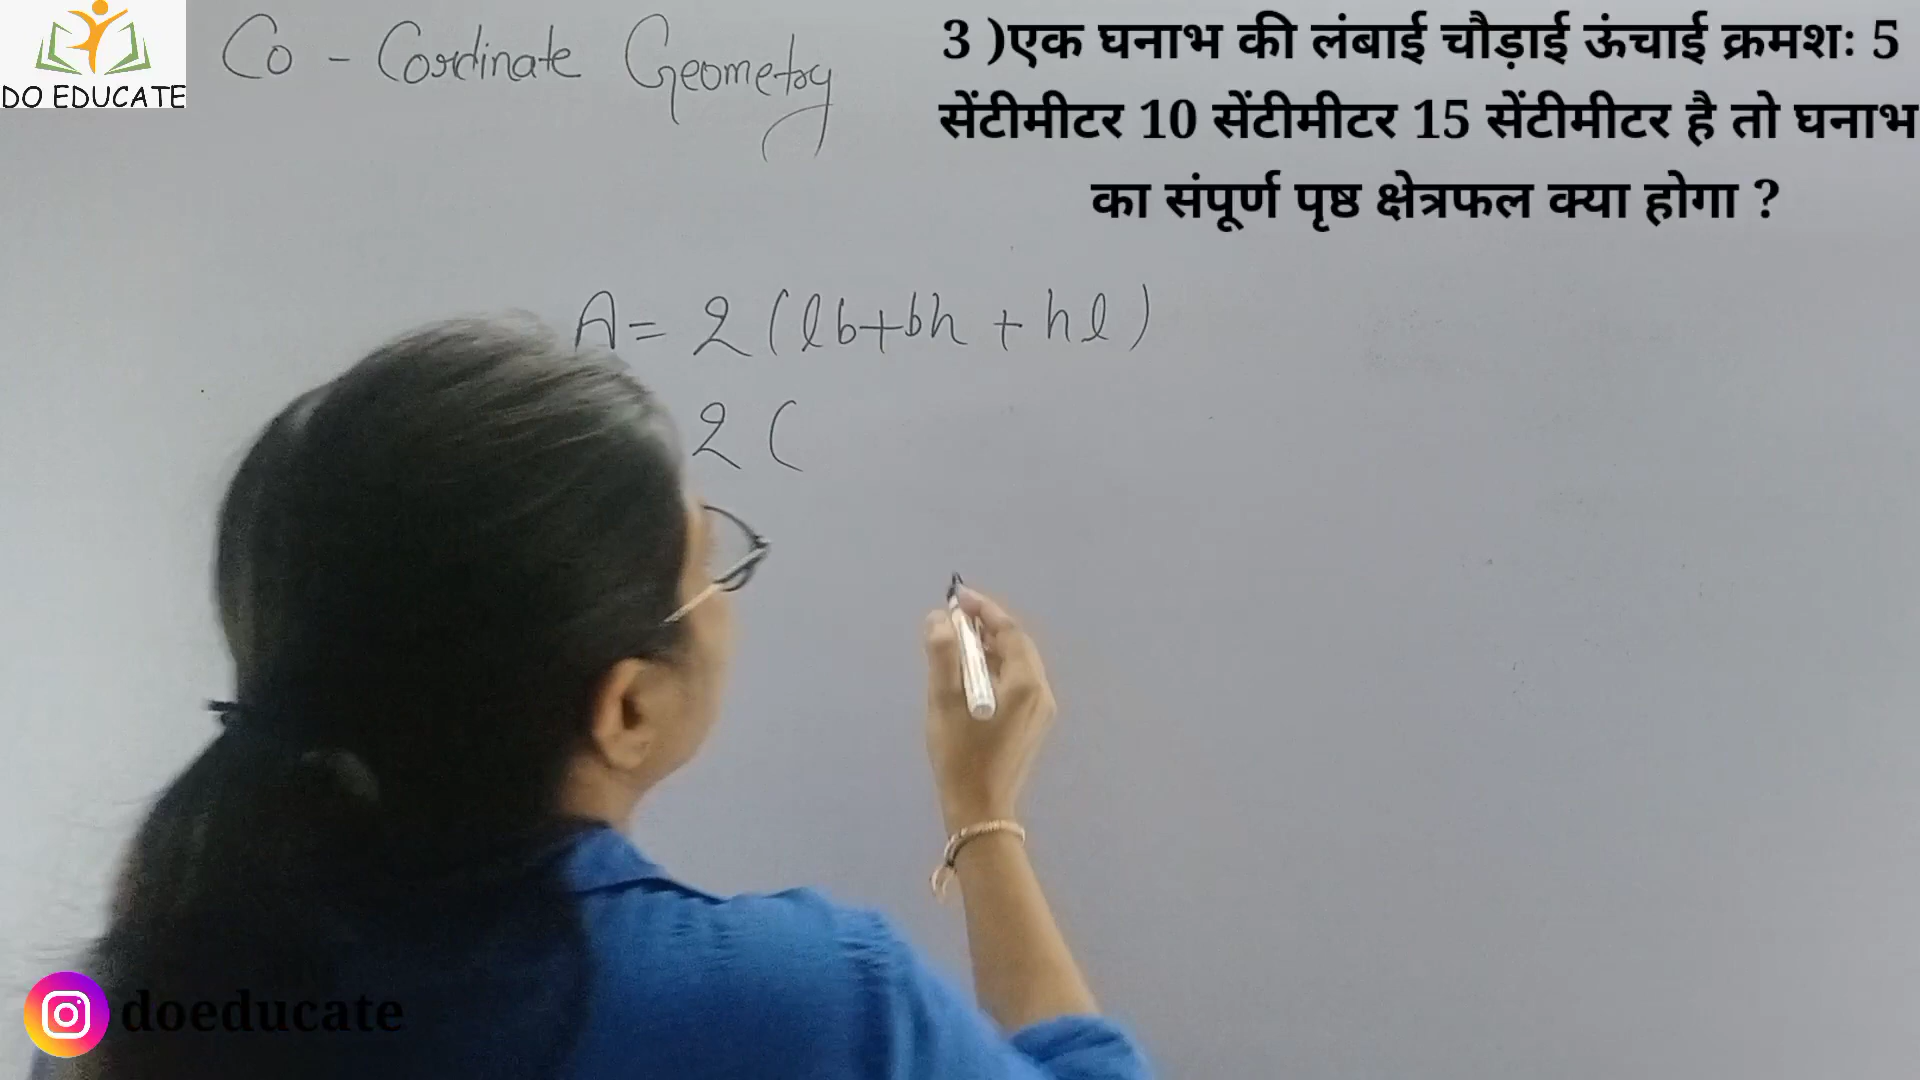 DO EDUCATE
Co - Coordinate Geometry
3 )एक घनाभ की लंबाई चौड़ाई ऊंचाई क्रमशः 5
सेंटीमीटर 10 सेंटीमीटर 15 सेंटीमीटर है तो घनाभ
का संपूर्ण पृष्ठ क्षेत्रफल क्या होगा ?
A = 2 ( lb+bh + hl )
2 (
doeducate